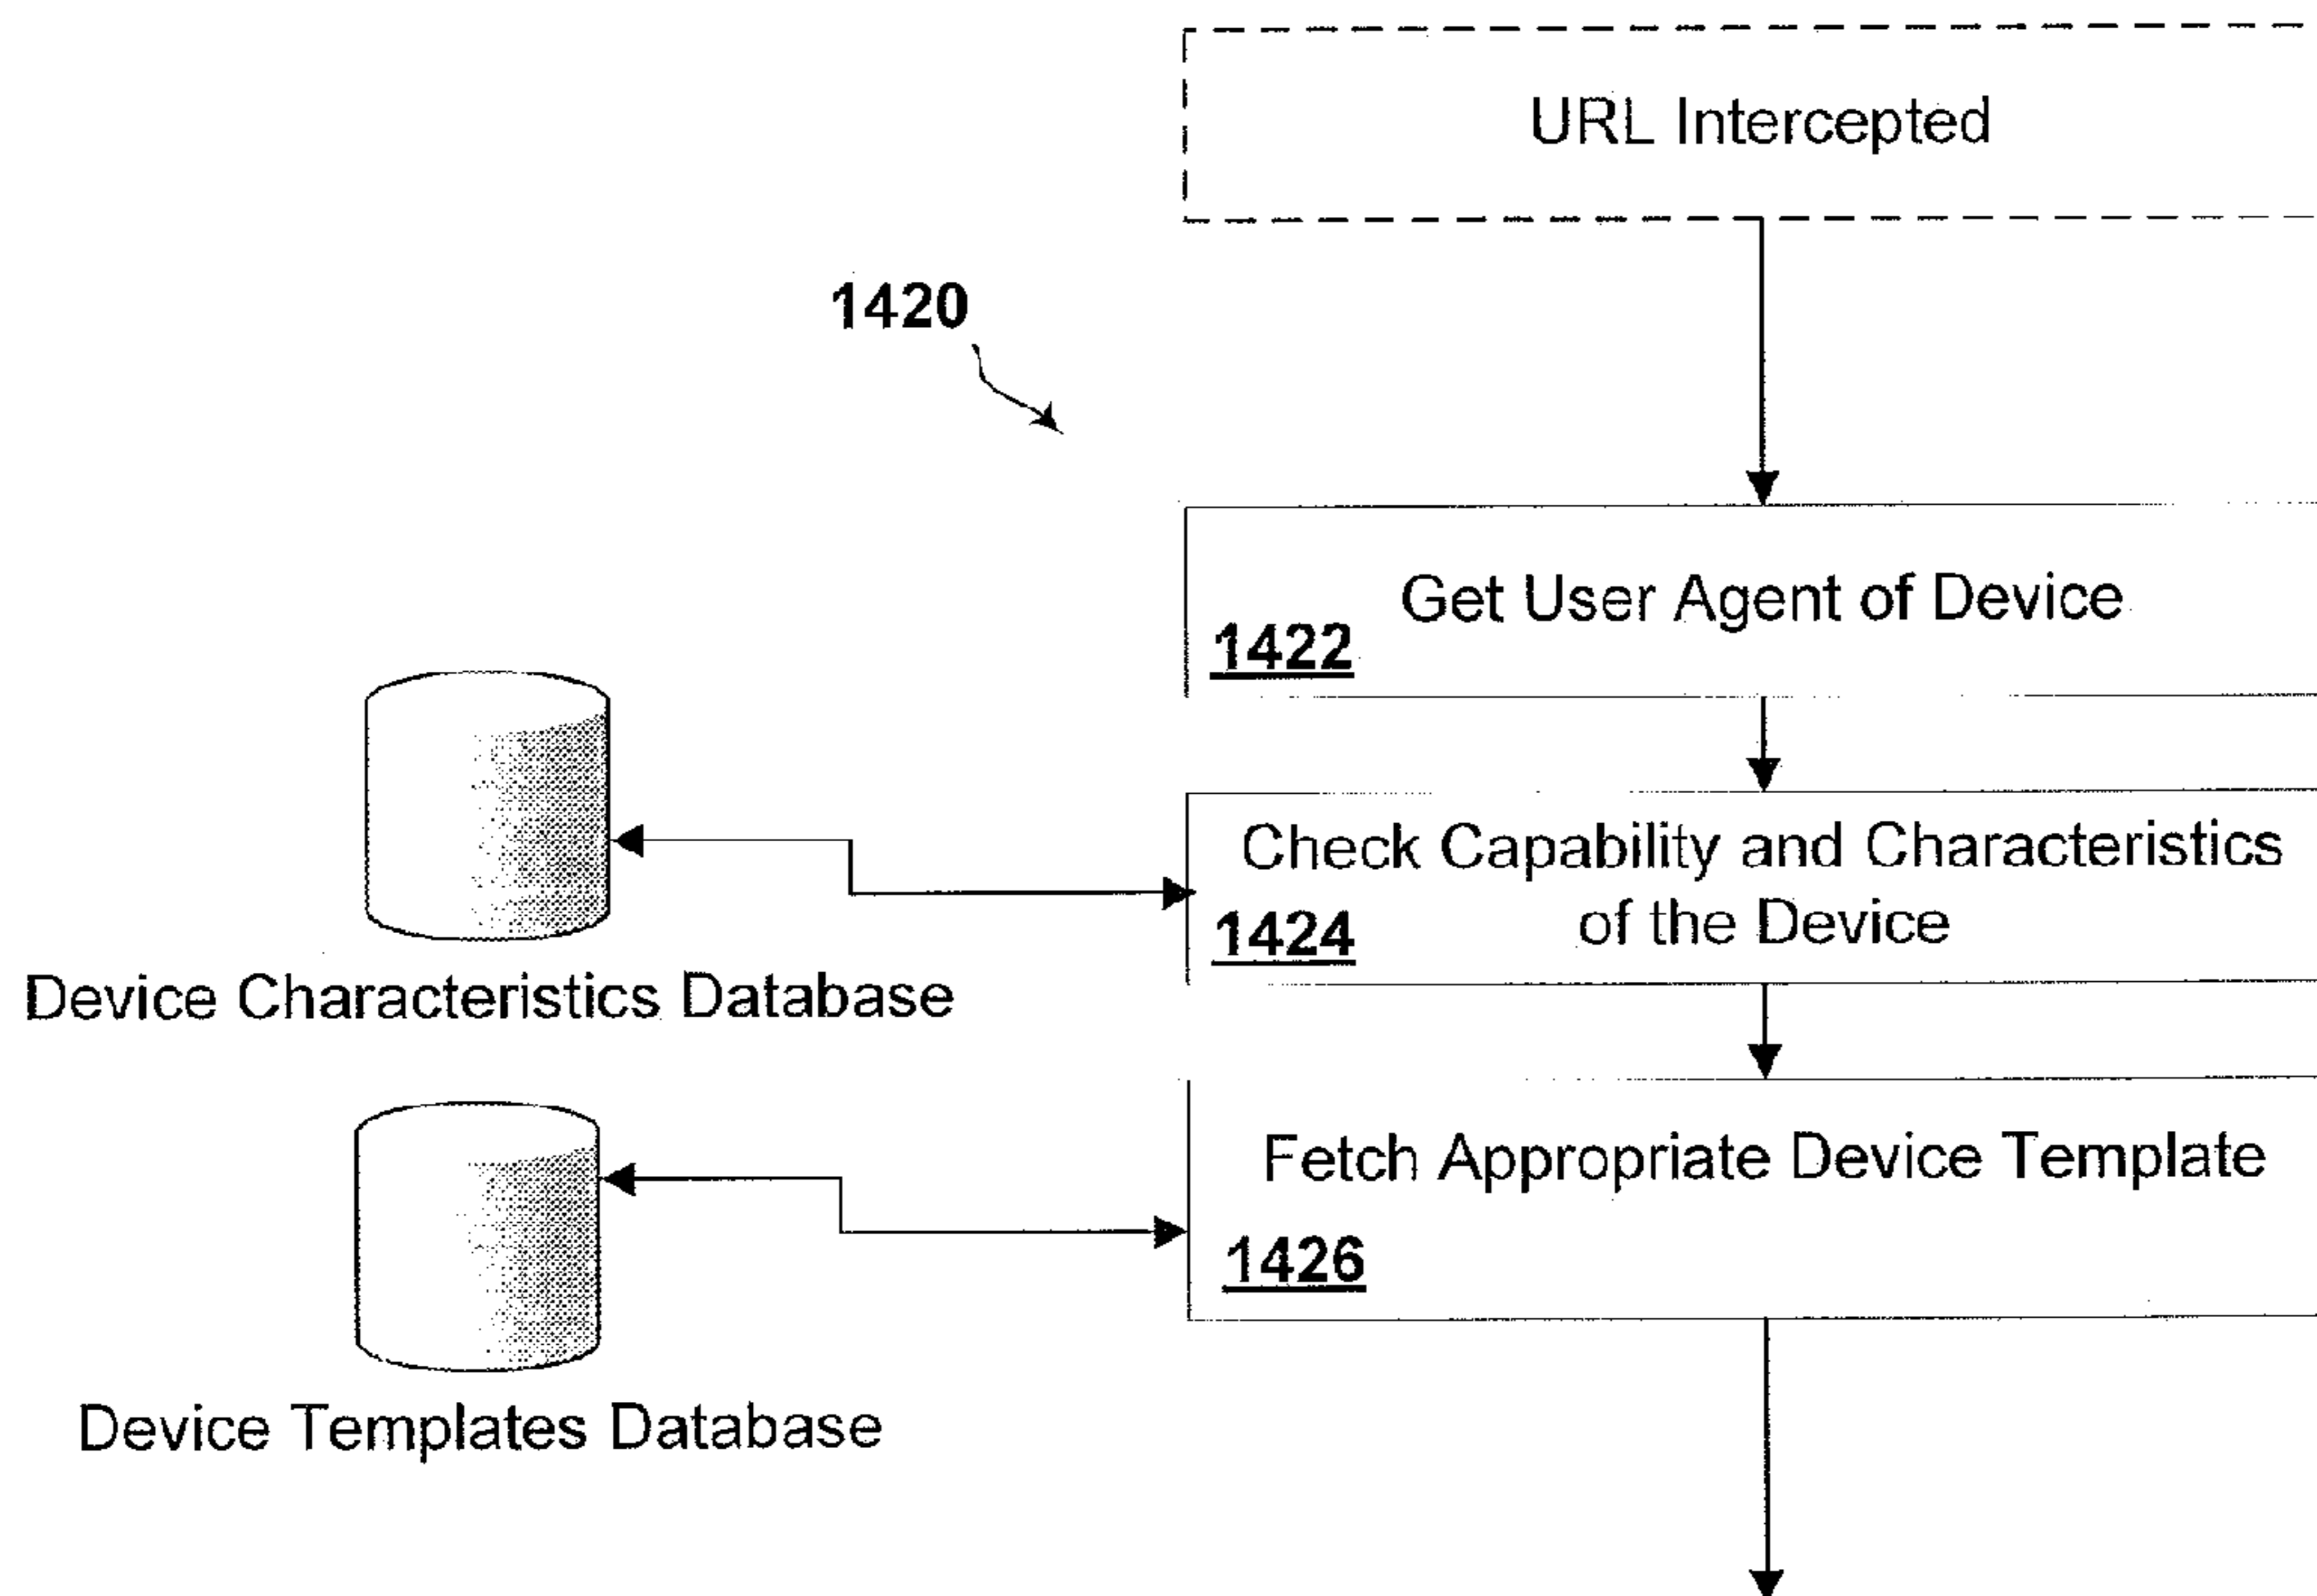 URL Intercepted
1420
Get User Agent of Device
1422
Check Capability and Characteristics
of the Device
1424
Device Characteristics Database
Fetch Appropriate Device Template
1426
Device Templates Database